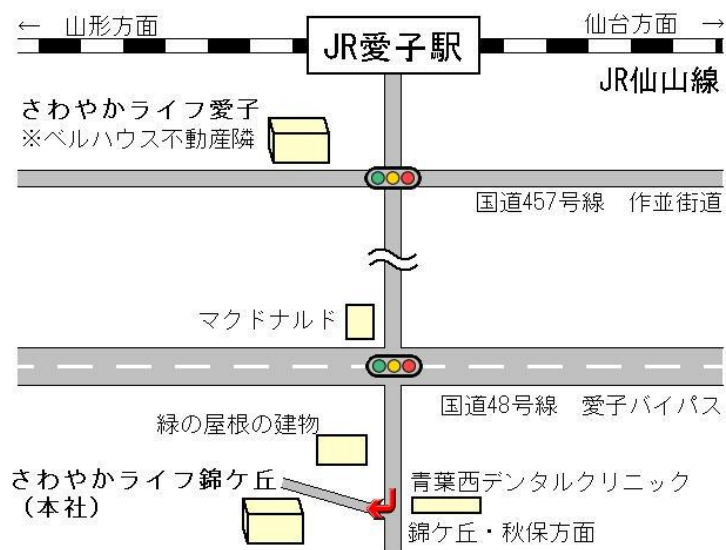 ← 山形方面
仙台方面 →
JR愛子駅
JR仙山線
さわやかライフ愛子
※ベルハウス不動産隣
国道457号線 作並街道
マクドナルド
国道48号線 愛子バイパス
緑の屋根の建物
さわやかライフ錦ケ丘
(本社)
青葉西デンタルクリニック
錦ケ丘・秋保方面